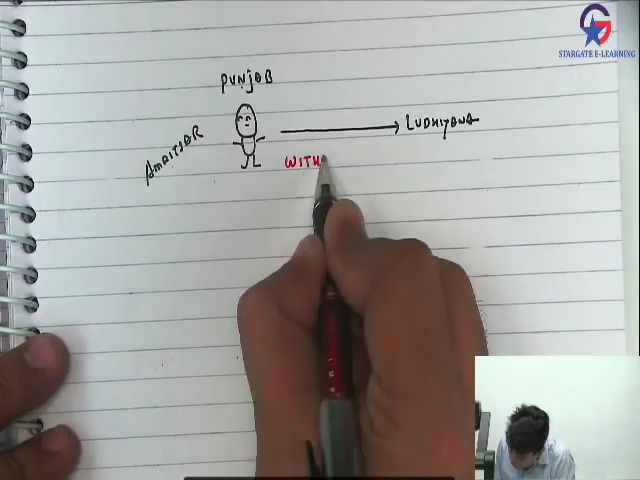 STARGATE E-LEARNING
PUNJAB
LUDHIYANA
AMRITSAR
WITH